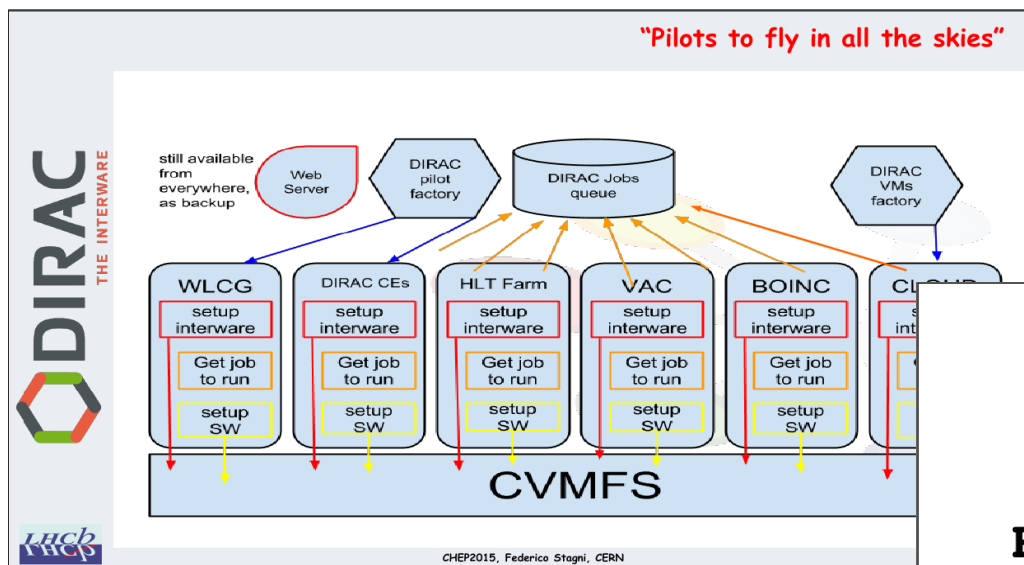 “Pilots to fly in all the skies”
DIRAC
THE INTERWARE
still available
from
everywhere,
as backup
Web
Server
DIRAC
pilot
factory
DIRAC Jobs
queue
DIRAC
VMs
factory
WLCG
DIRAC CEs
HLT Farm
VAC
BOINC
setup
interware
setup
interware
setup
interware
setup
interware
setup
interware
Get job
to run
Get job
to run
Get job
to run
Get job
to run
Get job
to run
setup
SW
setup
SW
setup
SW
setup
SW
setup
SW
CVMFS
LHCb
CHEP2015, Federico Stagni, CERN